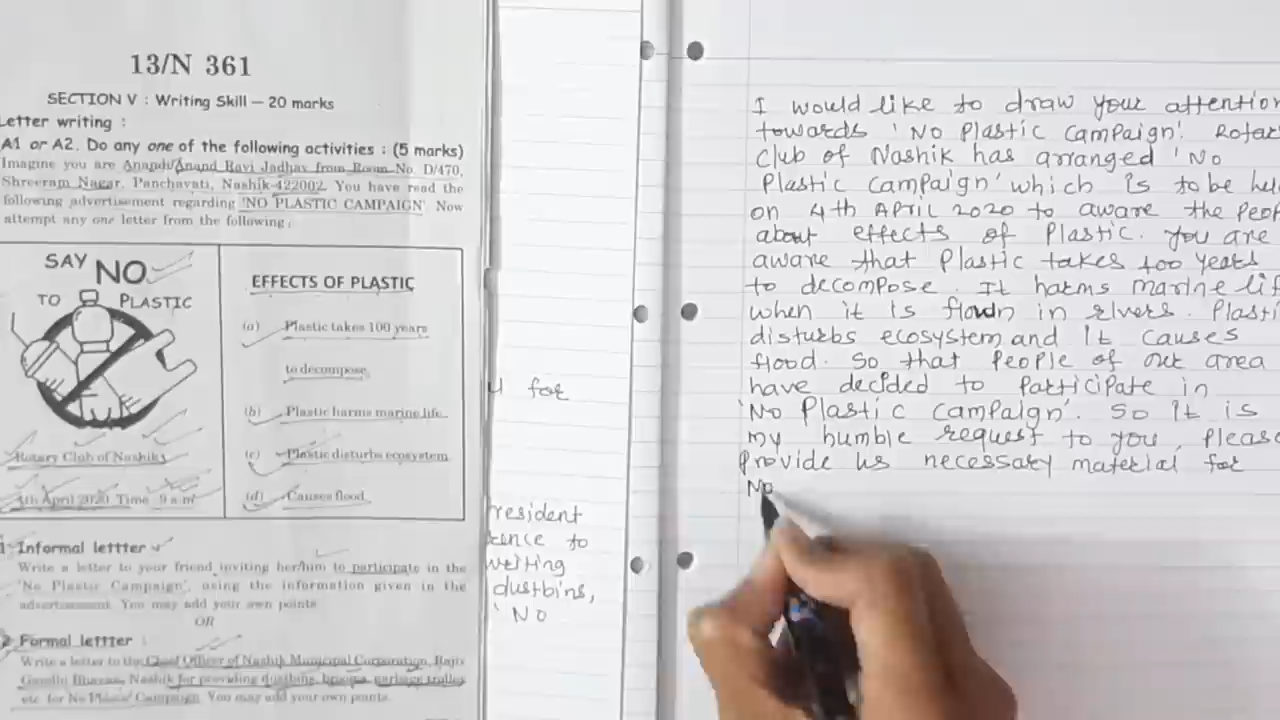 13/N 361
SECTION V : Writing Skill – 20 marks
Letter writing :
A1 or A2. Do any one of the following activities : (5 marks)
Imagine you are Anandi/Anand Ravi Jadhav from Room No. D/470,
Shreeram Nagar, Panchavati, Nashik-422002. You have read the
following advertisement regarding 'NO PLASTIC CAMPAIGN'. Now
attempt any one letter from the following :
SAY NO
TO PLASTIC
Rotary Club of Nashik
4th April 2020 Time 9 a.m.
EFFECTS OF PLASTIC
(a) Plastic takes 100 years
to decompose
(b) Plastic harms marine life
(c) Plastic disturbs ecosystem
(d) Causes flood
1 Informal lettter
Write a letter to your friend inviting her/him to participate in the
'No Plastic Campaign', using the information given in the
advertisement. You may add your own points
OR
2 Formal lettter :
Write a letter to the Chief Officer of Nashik Municipal Corporation, Rajiv
Gandhi Bhavan, Nashik for providing dustbins, brooms, garbage trolley
etc for No Plastic Campaign. You may add your own points.
for
resident
ence to
writing
dustbins,
'No
I would like to draw your attention
towards 'No Plastic Campaign'. Rotar
Club of Nashik has arranged 'No
Plastic Campaign' which is to be hel
on 4th APRIL 2020 to aware the Peop
about effects of Plastic. You are
aware that Plastic takes 100 years
to decompose. It harms marine lif
when it is flown in rivers. Plasti
disturbs ecosystem and It causes
flood. So that People of our area
have decided to Participate in
'No Plastic Campaign'. So It is
my humble request to you, Please
Provide us necessary material for
No